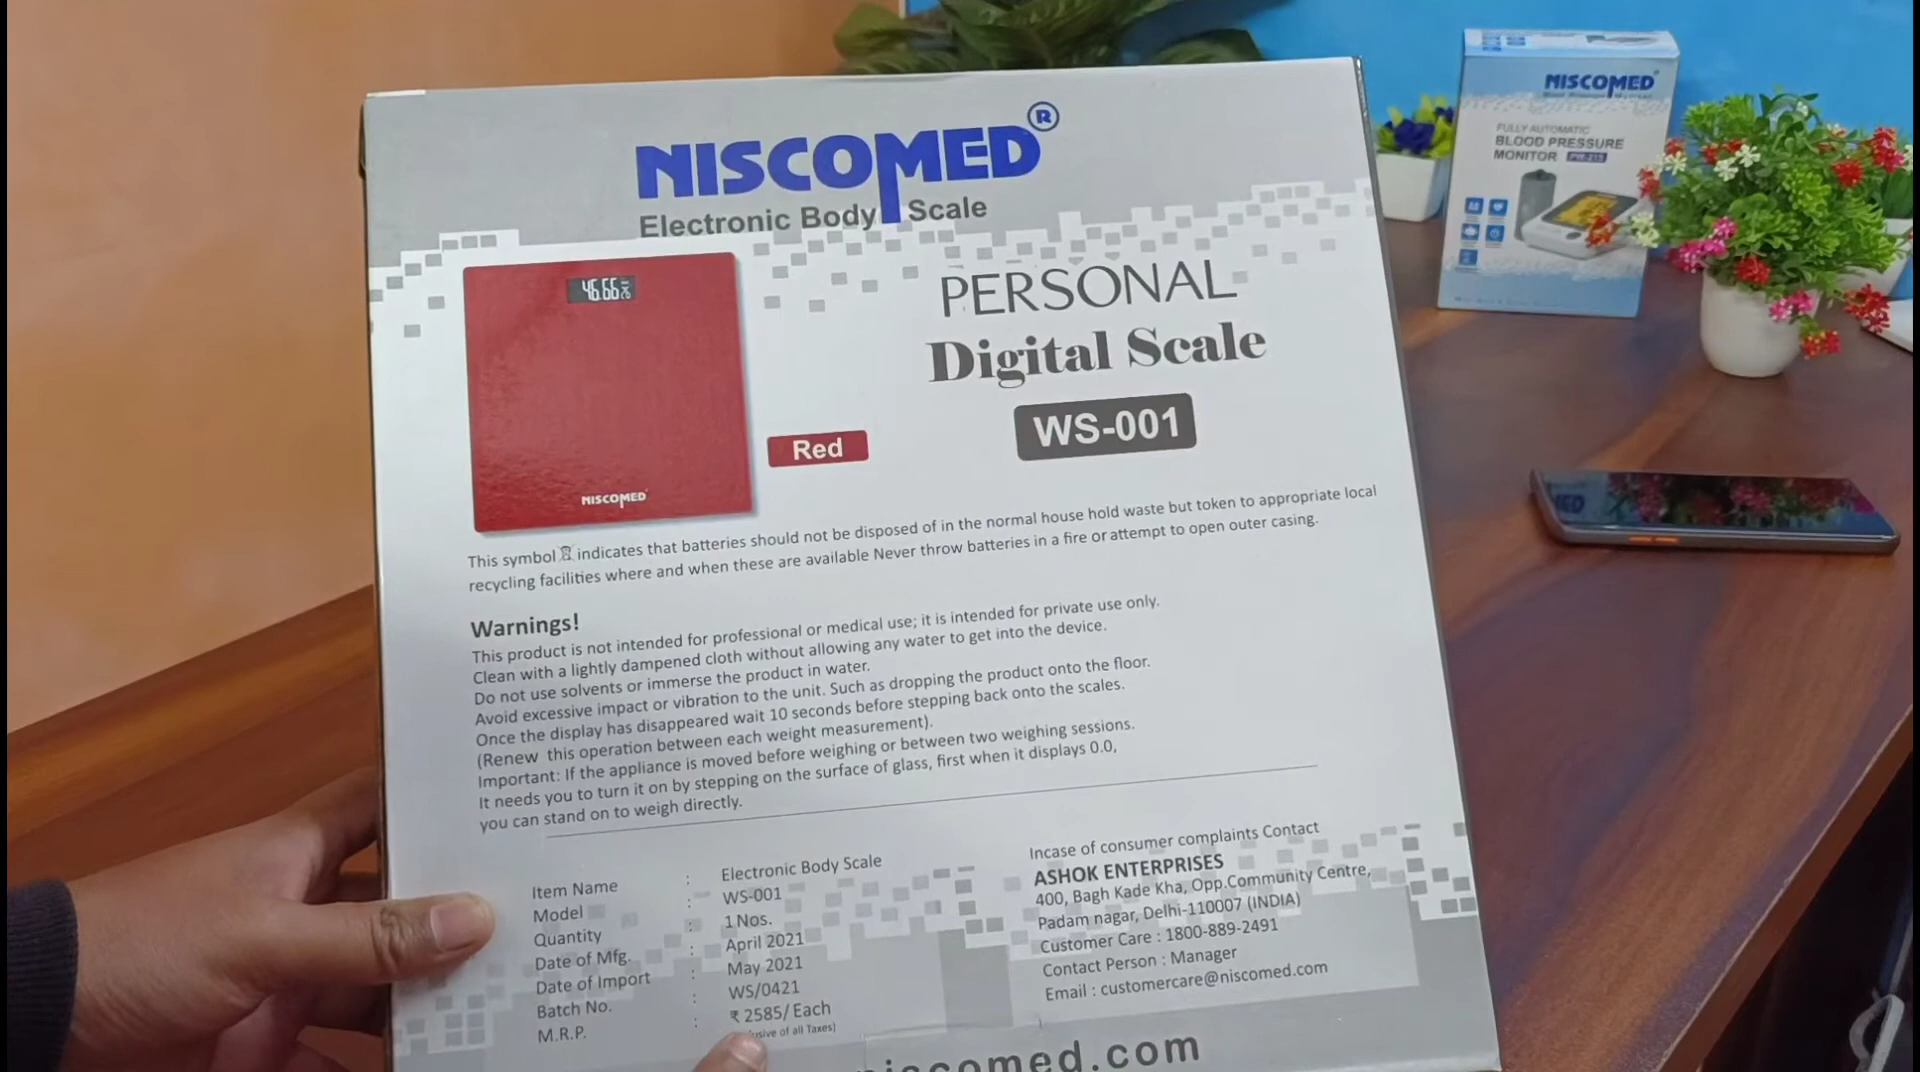 NISCOMED®
Electronic Body Scale
46.66
PERSONAL
Digital Scale
WS-001
Red
NISCOMED
This symbol indicates that batteries should not be disposed of in the normal house hold waste but token to appropriate local
recycling facilities where and when these are available Never throw batteries in a fire or attempt to open outer casing.
Warnings!
This product is not intended for professional or medical use; it is intended for private use only.
Clean with a lightly dampened cloth without allowing any water to get into the device.
Do not use solvents or immerse the product in water.
Avoid excessive impact or vibration to the unit. Such as dropping the product onto the floor.
Once the display has disappeared wait 10 seconds before stepping back onto the scales.
(Renew this operation between each weight measurement).
Important: If the appliance is moved before weighing or between two weighing sessions.
It needs you to turn it on by stepping on the surface of glass, first when it displays 0.0,
you can stand on to weigh directly.
Item Name : Electronic Body Scale
Model : WS-001
Quantity : 1 Nos.
Date of Mfg. : April 2021
Date of Import : May 2021
Batch No. : WS/0421
M.R.P. : ₹ 2585/ Each
of all Taxes)
Incase of consumer complaints Contact
ASHOK ENTERPRISES
400, Bagh Kade Kha, Opp.Community Centre,
Padam nagar, Delhi-110007 (INDIA)
Customer Care : 1800-889-2491
Contact Person : Manager
Email : customercare@niscomed.com
niscomed.com
NISCOMED
FULLY AUTOMATIC
BLOOD PRESSURE
MONITOR PW-215